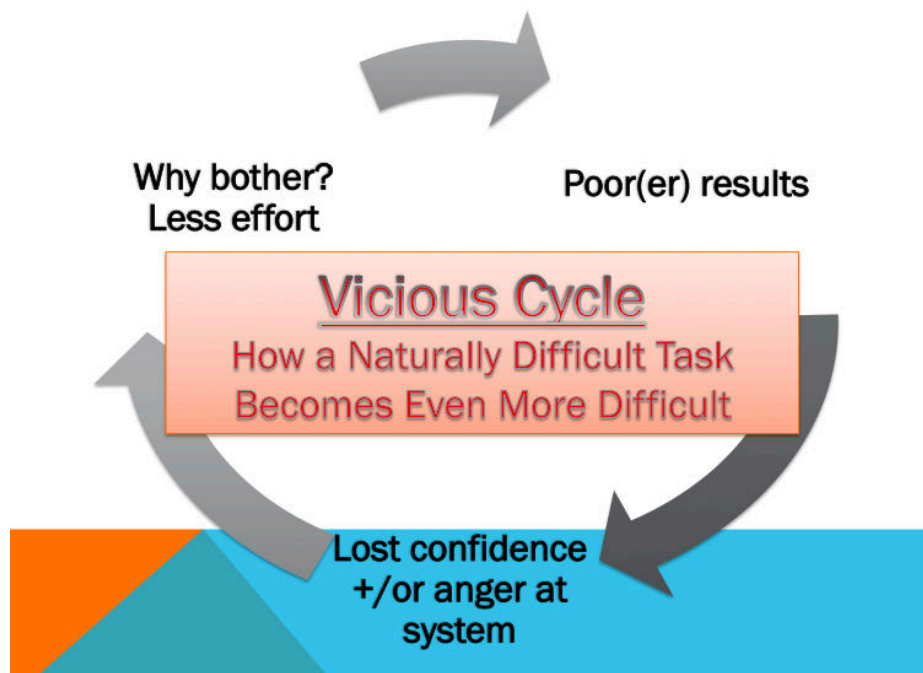 Why bother?
Less effort
Poor(er) results
Vicious Cycle
How a Naturally Difficult Task
Becomes Even More Difficult
Lost confidence
+/or anger at
system